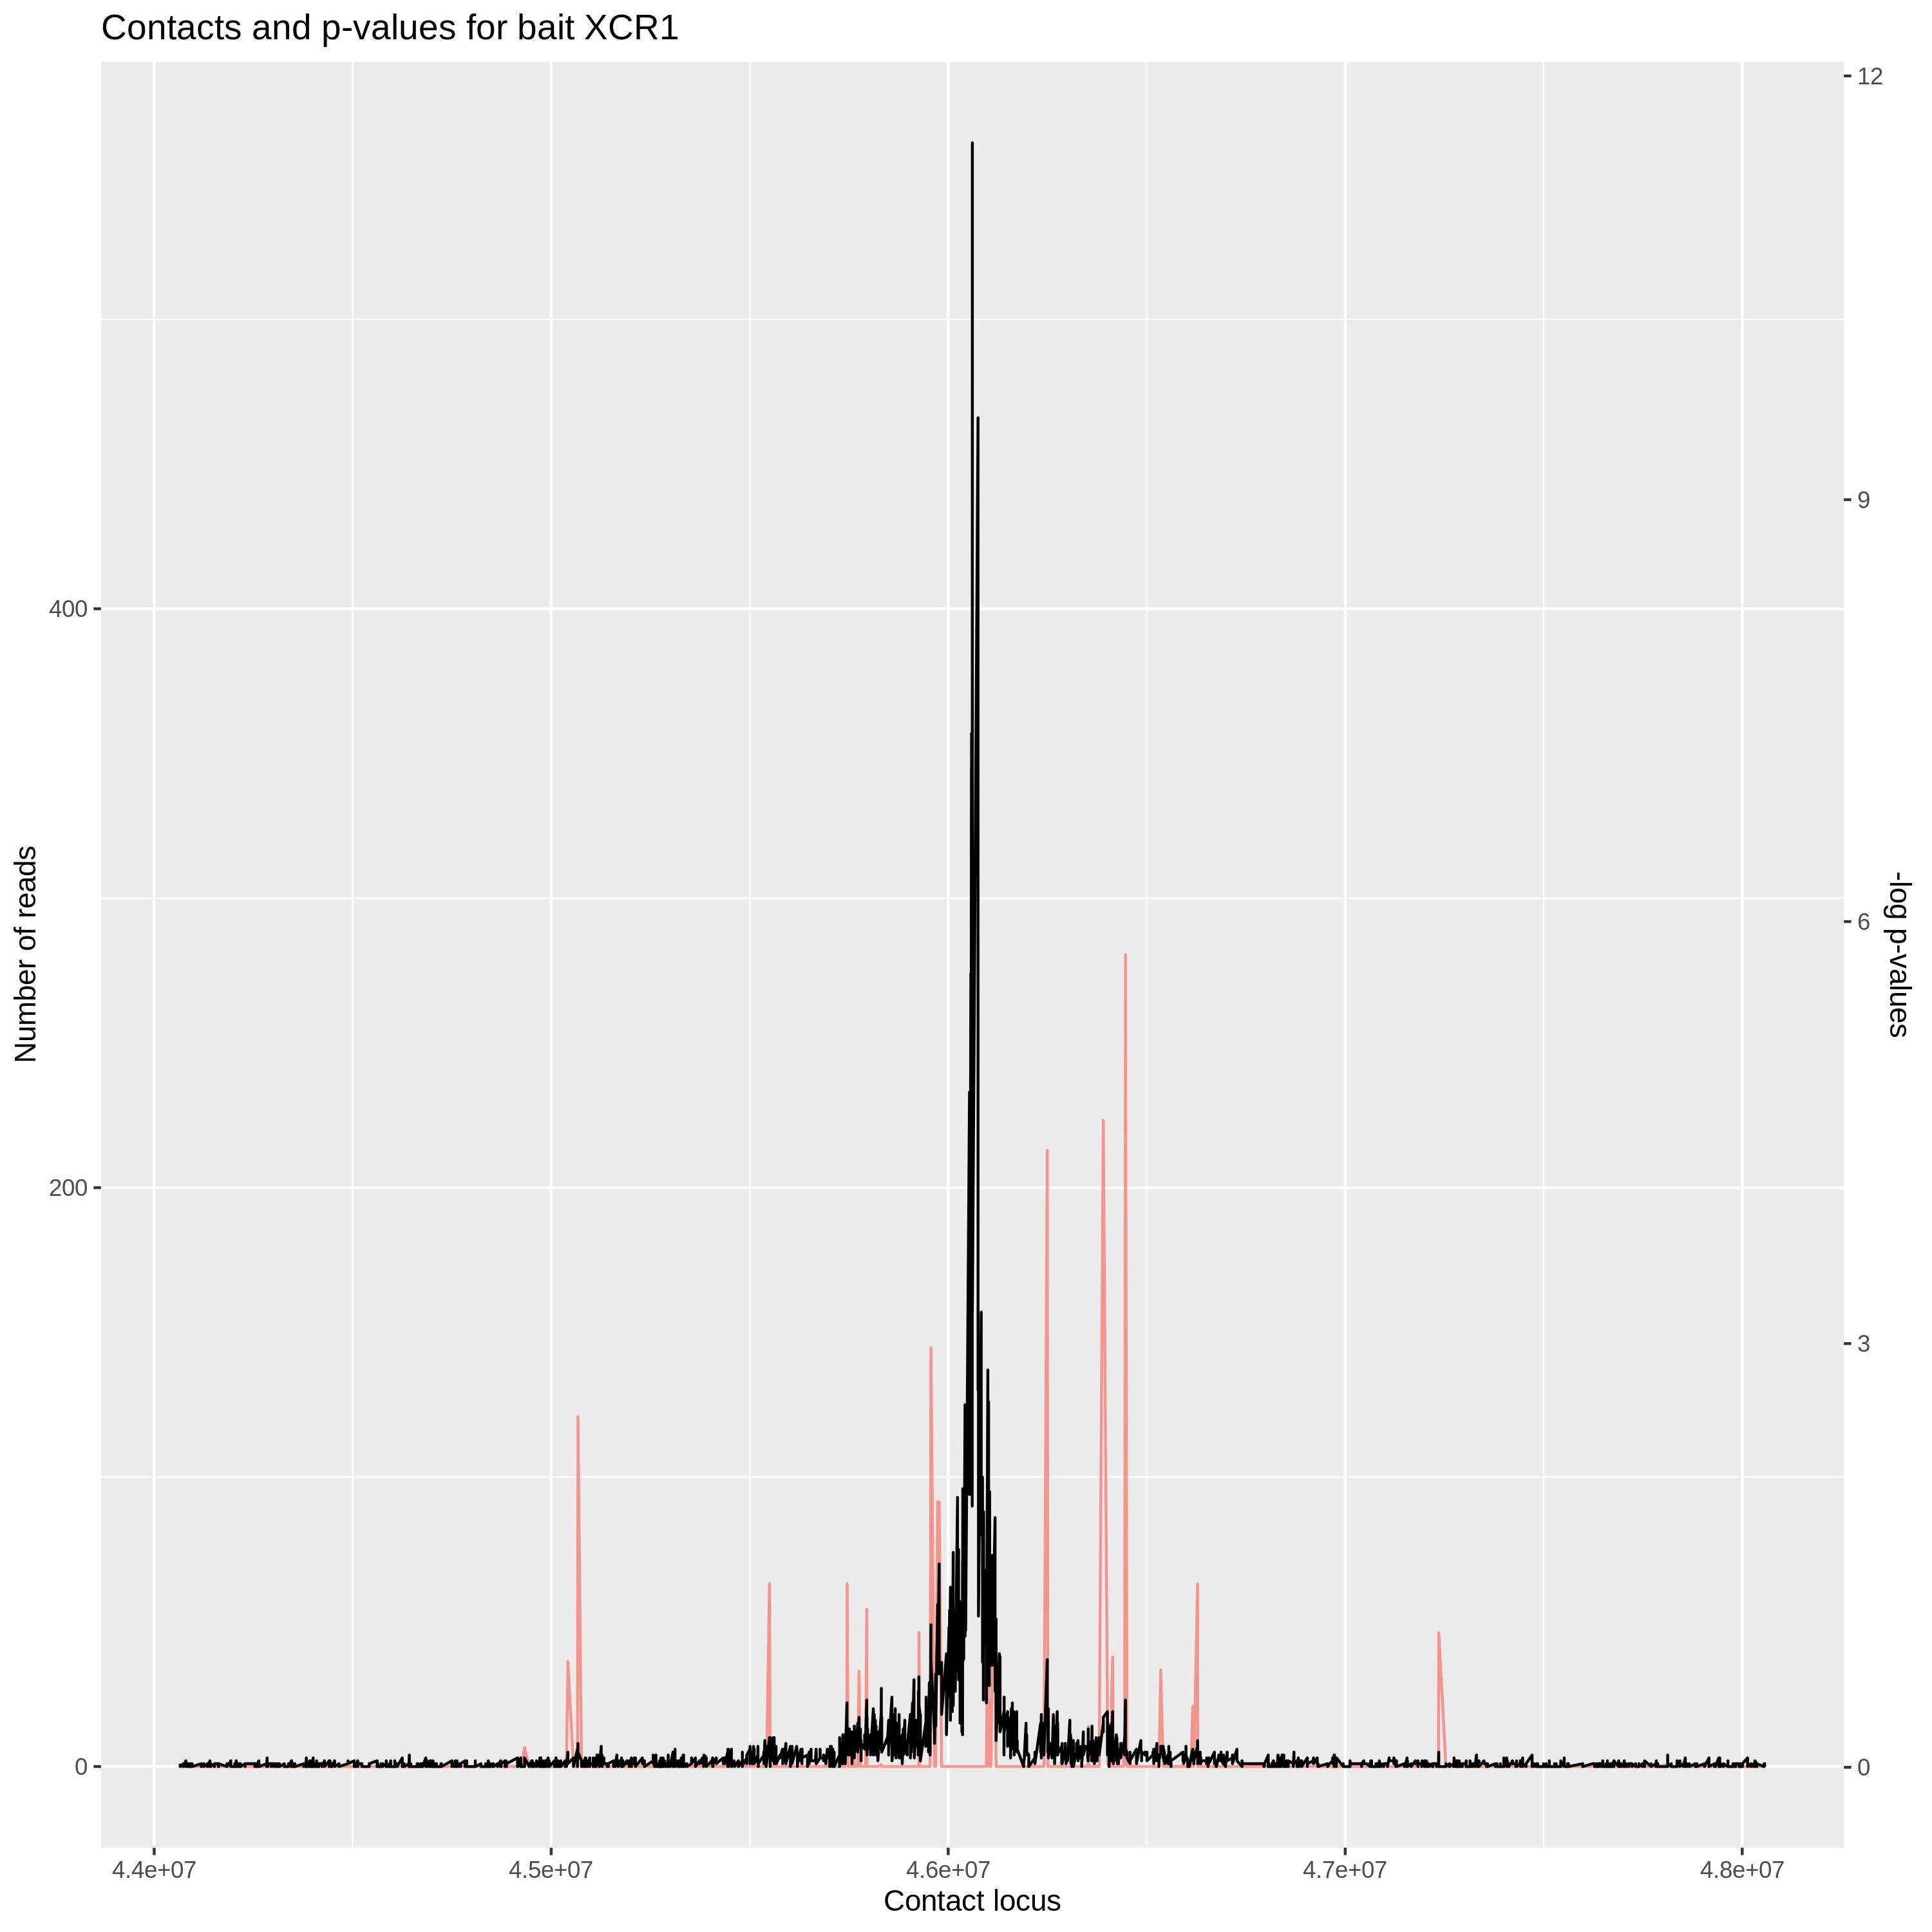 Contacts and p-values for bait XCR1
Number of reads
400
200
0
12
9
6
3
0
-log p-values
4.4e+07 4.5e+07 4.6e+07 4.7e+07 4.8e+07
Contact locus